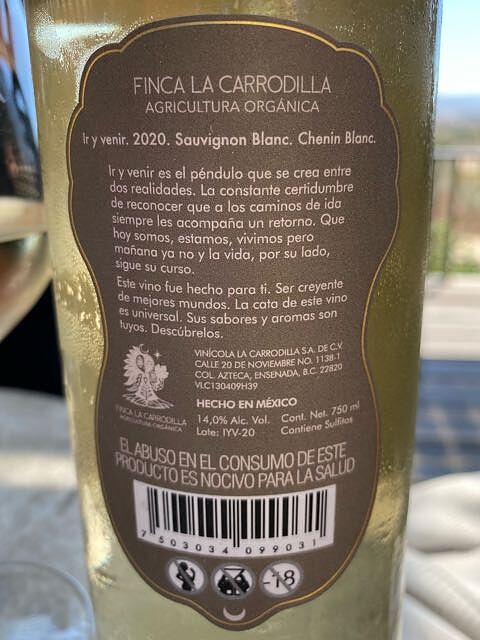 FINCA LA CARRODILLA
AGRICULTURA ORGÁNICA
Ir y venir. 2020. Sauvignon Blanc. Chenin Blanc.
Ir y venir es el péndulo que se crea entre
dos realidades. La constante certidumbre
de reconocer que a los caminos de ida
siempre les acompaña un retorno. Que
hoy somos, estamos, vivimos pero
mañana ya no y la vida, por su lado,
sigue su curso.
Este vino fue hecho para ti. Ser creyente
de mejores mundos. La cata de este vino
es universal. Sus sabores y aromas son
tuyos. Descúbrelos.
VINÍCOLA LA CARRODILLA S.A. DE C.V.
CALLE 20 DE NOVIEMBRE NO. 1138-1
COL. AZTECA, ENSENADA, B.C. 22820
VLC130409H39
HECHO EN MÉXICO
FINCA LA CARRODILLA
AGRICULTURA ORGÁNICA
14,0% Alc. Vol. Cont. Net. 750 ml
Lote: IYV-20 Contiene Sulfitos
EL ABUSO EN EL CONSUMO DE ESTE
PRODUCTO ES NOCIVO PARA LA SALUD
7 503034 099031
-18